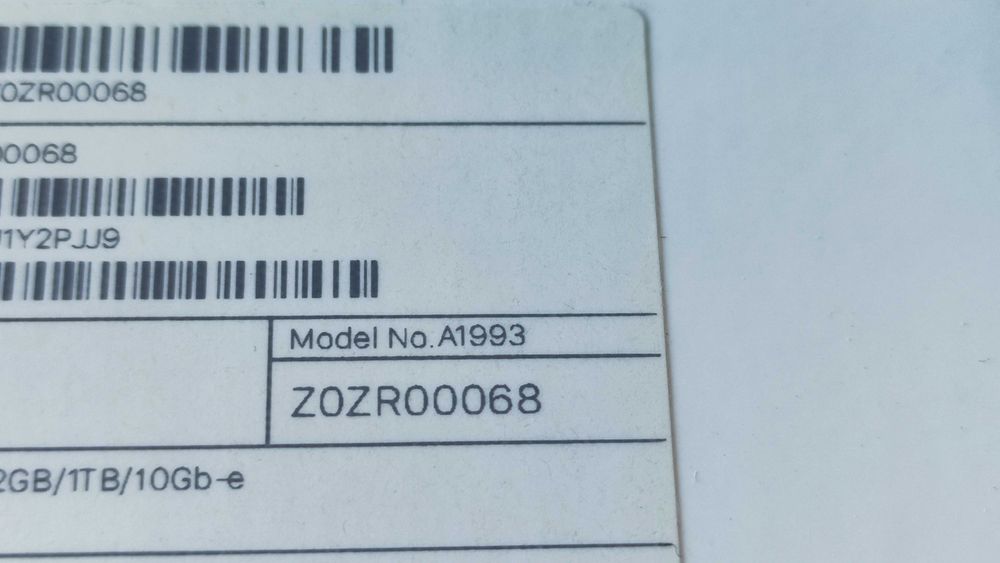 0ZR00068
00068
1Y2PJJ9
Model No. A1993
Z0ZR00068
2GB/1TB/10Gb-e